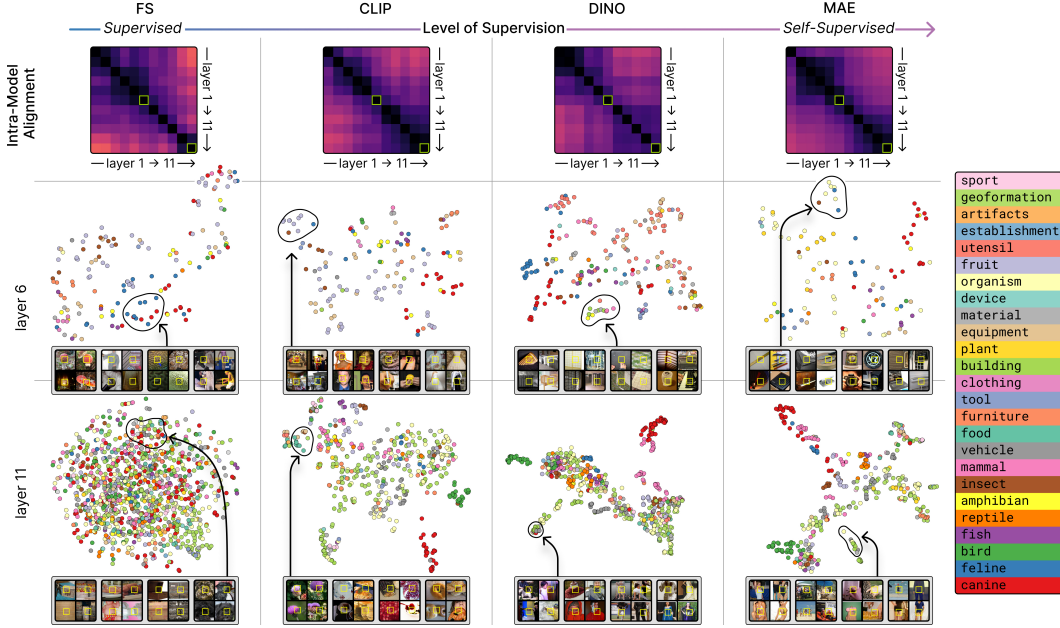 FS CLIP DINO MAE
Supervised Level of Supervision Self-Supervised
Intra-Model
Alignment
layer 1 → 11
layer 1 → 11
layer 1 → 11
layer 1 → 11
layer 1 → 11
layer 1 → 11
layer 1 → 11
layer 1 → 11
layer 6
layer 11
sport
geoformation
artifacts
establishment
utensil
fruit
organism
device
material
equipment
plant
building
clothing
tool
furniture
food
vehicle
mammal
insect
amphibian
reptile
fish
bird
feline
canine